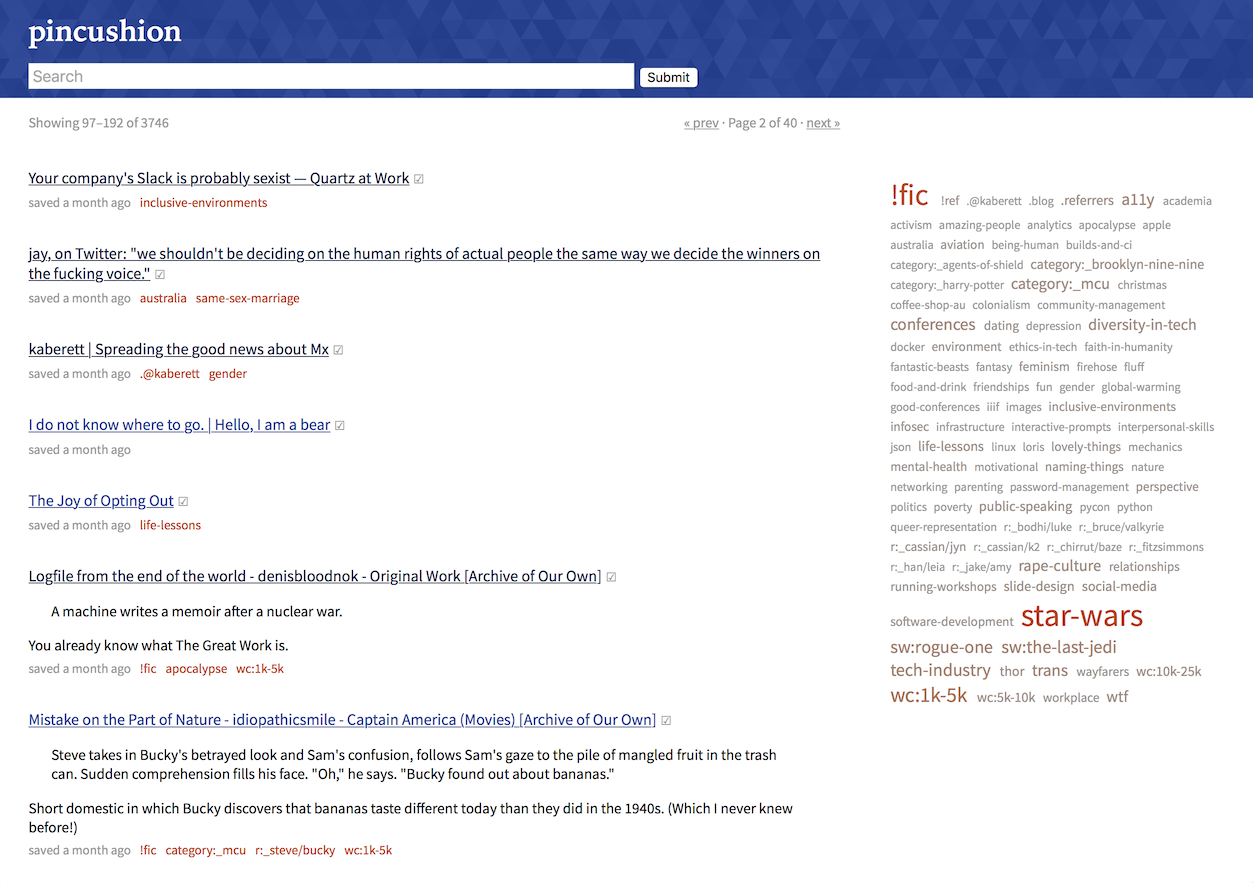 pincushion
Search
Submit
Showing 97–192 of 3746
« prev · Page 2 of 40 · next »
Your company's Slack is probably sexist — Quartz at Work ☑
saved a month ago inclusive-environments
jay, on Twitter: "we shouldn't be deciding on the human rights of actual people the same way we decide the winners on
the fucking voice." ☑
saved a month ago australia same-sex-marriage
kaberett | Spreading the good news about Mx ☑
saved a month ago .@kaberett gender
I do not know where to go. | Hello, I am a bear ☑
saved a month ago
The Joy of Opting Out ☑
saved a month ago life-lessons
Logfile from the end of the world - denisbloodnok - Original Work [Archive of Our Own] ☑
A machine writes a memoir after a nuclear war.
You already know what The Great Work is.
saved a month ago !fic apocalypse wc:1k-5k
Mistake on the Part of Nature - idiopathicsmile - Captain America (Movies) [Archive of Our Own] ☑
Steve takes in Bucky's betrayed look and Sam's confusion, follows Sam's gaze to the pile of mangled fruit in the trash
can. Sudden comprehension fills his face. "Oh," he says. "Bucky found out about bananas."
Short domestic in which Bucky discovers that bananas taste different today than they did in the 1940s. (Which I never knew
before!)
saved a month ago !fic category:_mcu r:_steve/bucky wc:1k-5k
!fic !ref .@kaberett .blog .referrers a11y academia
activism amazing-people analytics apocalypse apple
australia aviation being-human builds-and-ci
category:_agents-of-shield category:_brooklyn-nine-nine
category:_harry-potter category:_mcu christmas
coffee-shop-au colonialism community-management
conferences dating depression diversity-in-tech
docker environment ethics-in-tech faith-in-humanity
fantastic-beasts fantasy feminism firehose fluff
food-and-drink friendships fun gender global-warming
good-conferences iiif images inclusive-environments
infosec infrastructure interactive-prompts interpersonal-skills
json life-lessons linux loris lovely-things mechanics
mental-health motivational naming-things nature
networking parenting password-management perspective
politics poverty public-speaking pycon python
queer-representation r:_bodhi/luke r:_bruce/valkyrie
r:_cassian/jyn r:_cassian/k2 r:_chirrut/baze r:_fitzsimmons
r:_han/leia r:_jake/amy rape-culture relationships
running-workshops slide-design social-media
software-development star-wars
sw:rogue-one sw:the-last-jedi
tech-industry thor trans wayfarers wc:10k-25k
wc:1k-5k wc:5k-10k workplace wtf